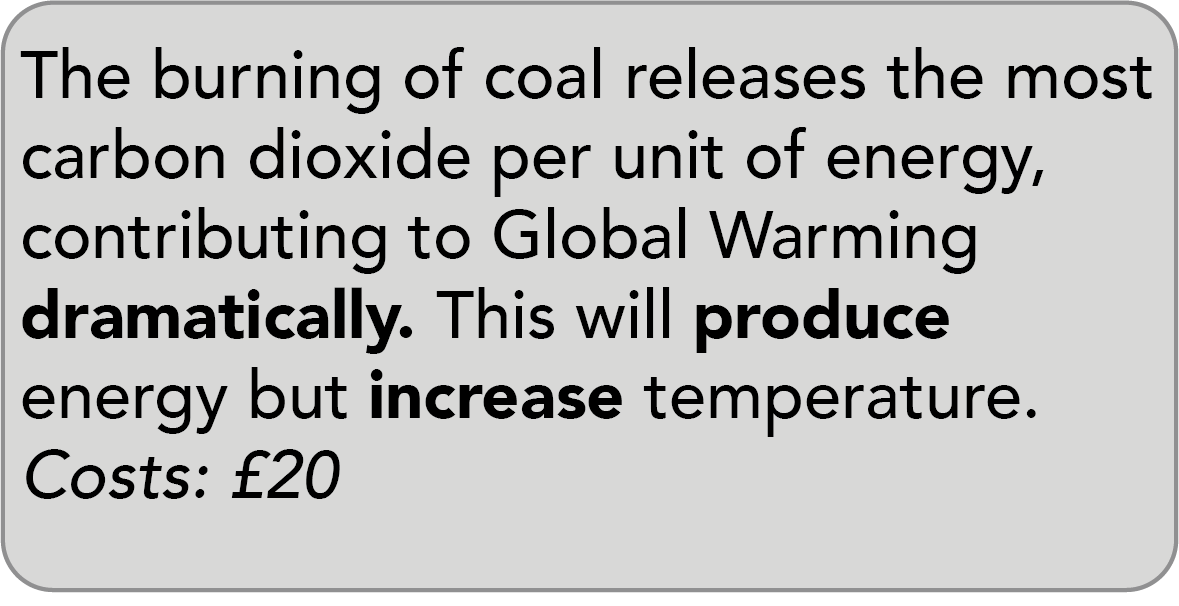 The burning of coal releases the most
carbon dioxide per unit of energy,
contributing to Global Warming
dramatically. This will produce
energy but increase temperature.
Costs: £20